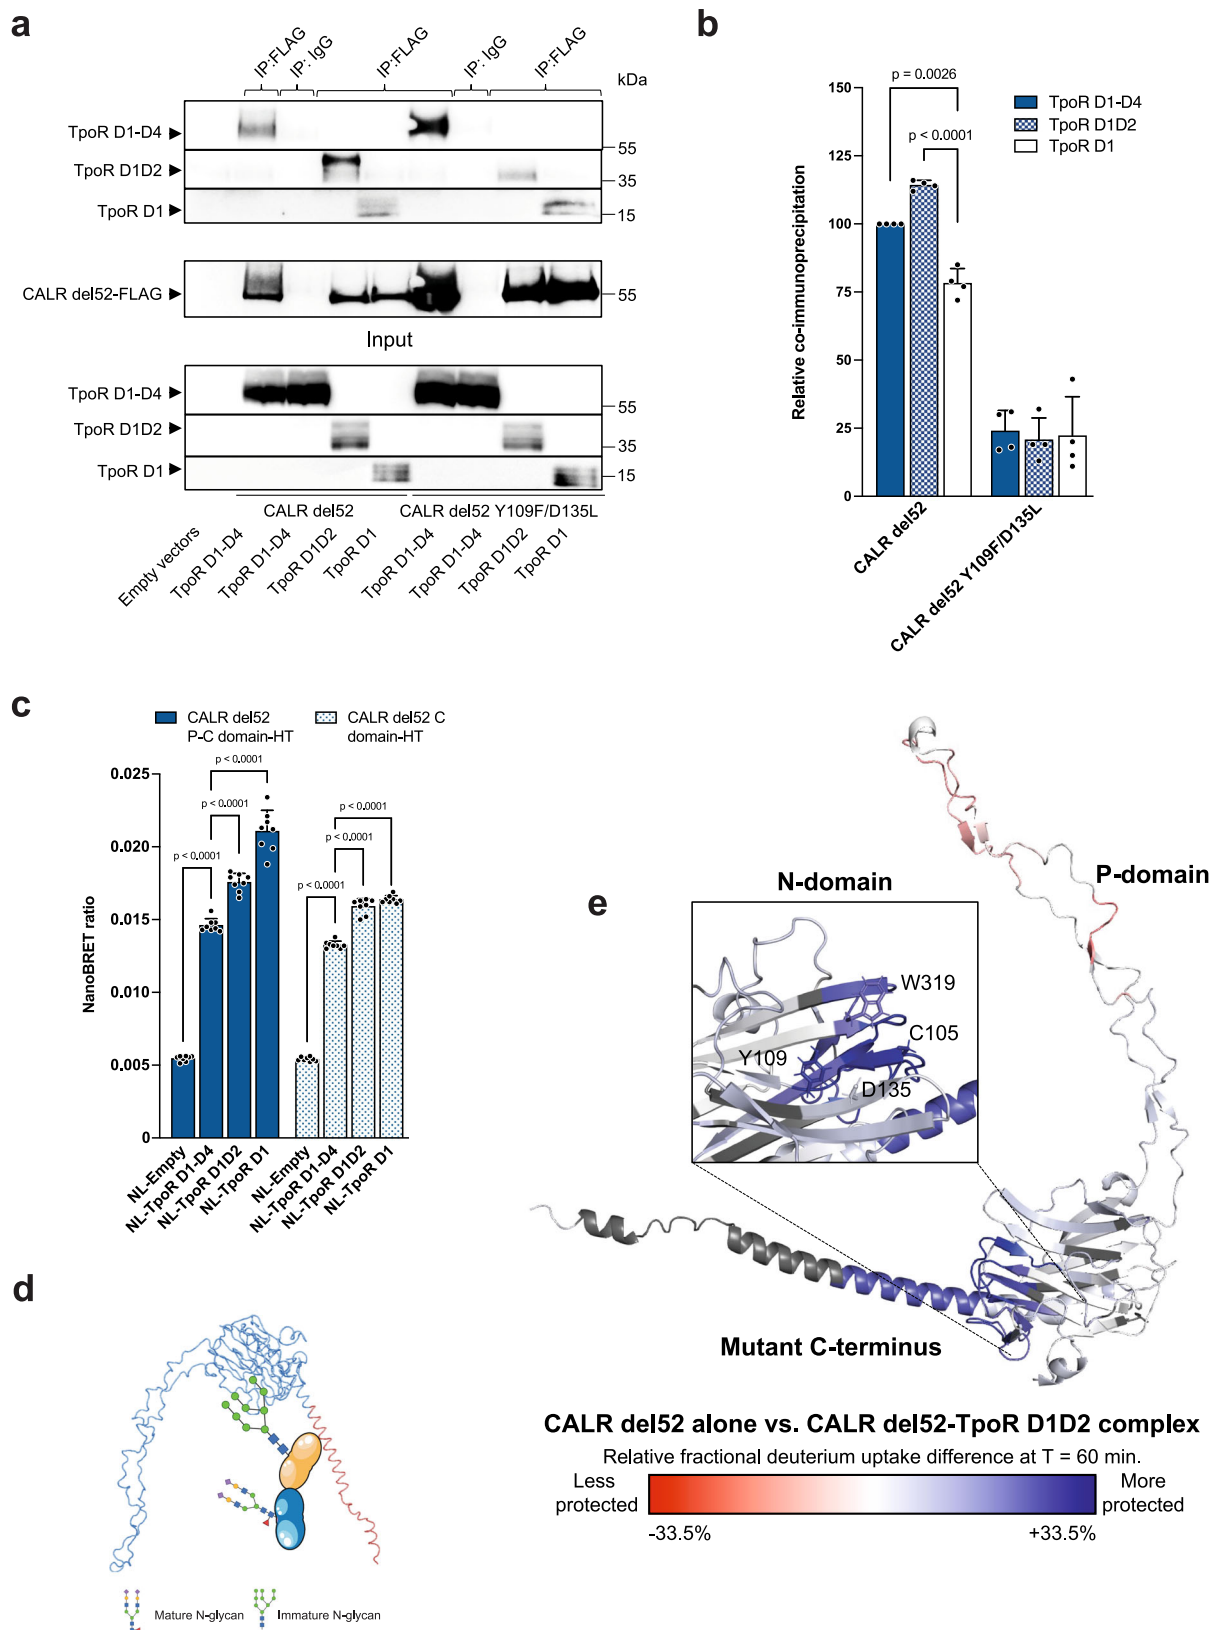 a
IP:FLAG
IP: IgG
IP:FLAG
IP: IgG
IP:FLAG
kDa
TpoR D1-D4
55
TpoR D1D2
35
TpoR D1
15
CALR del52-FLAG
55
Input
TpoR D1-D4
55
TpoR D1D2
35
TpoR D1
15
CALR del52
CALR del52 Y109F/D135L
Empty vectors
TpoR D1-D4
TpoR D1-D4
TpoR D1D2
TpoR D1
TpoR D1-D4
TpoR D1-D4
TpoR D1D2
TpoR D1
b
Relative co-immunoprecipitation
150
125
100
75
50
25
0
p = 0.0026
p < 0.0001
TpoR D1-D4
TpoR D1D2
TpoR D1
CALR del52
CALR del52 Y109F/D135L
c
CALR del52
P-C domain-HT
CALR del52 C
domain-HT
NanoBRET ratio
0.025
0.020
0.015
0.010
0.005
0
p < 0.0001
p < 0.0001
p < 0.0001
p < 0.0001
p < 0.0001
p < 0.0001
NL-Empty
NL-TpoR D1-D4
NL-TpoR D1D2
NL-TpoR D1
NL-Empty
NL-TpoR D1-D4
NL-TpoR D1D2
NL-TpoR D1
d
Mature N-glycan
Immature N-glycan
e
N-domain
P-domain
W319
C105
Y109
D135
Mutant C-terminus
CALR del52 alone vs. CALR del52-TpoR D1D2 complex
Relative fractional deuterium uptake difference at T = 60 min.
Less
protected
More
protected
-33.5%
+33.5%